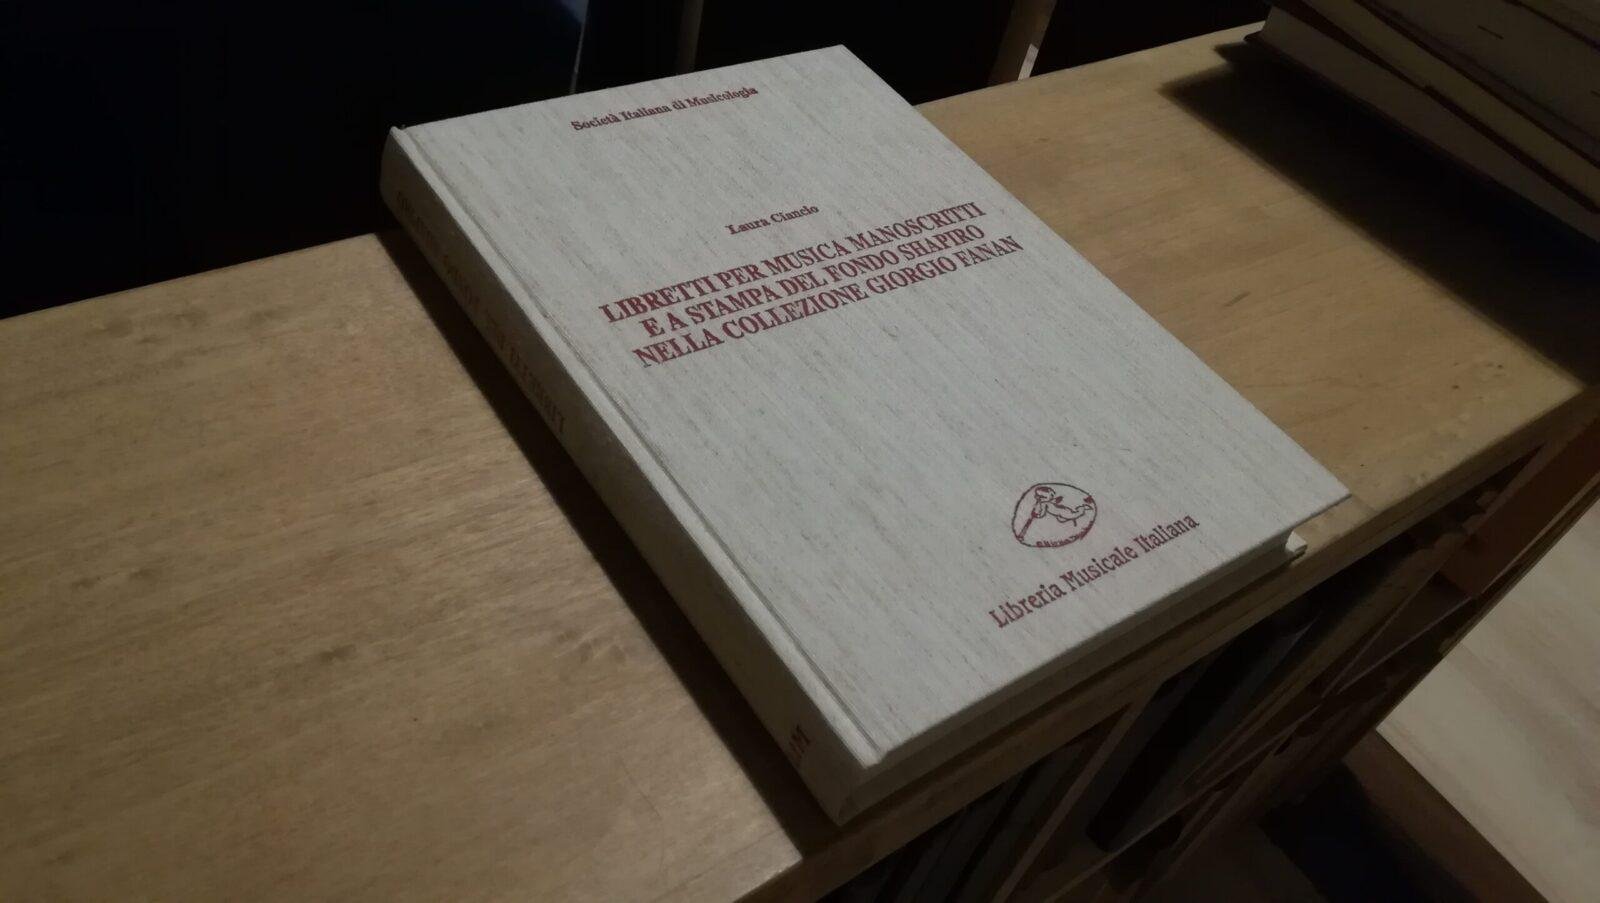 Società Italiana di Musicologia
Laura Ciancio
LIBRETTI PER MUSICA MANOSCRITTI
E A STAMPA DEL FONDO SHAPIRO
NELLA COLLEZIONE GIORGIO FANAN
Libreria Musicale Italiana